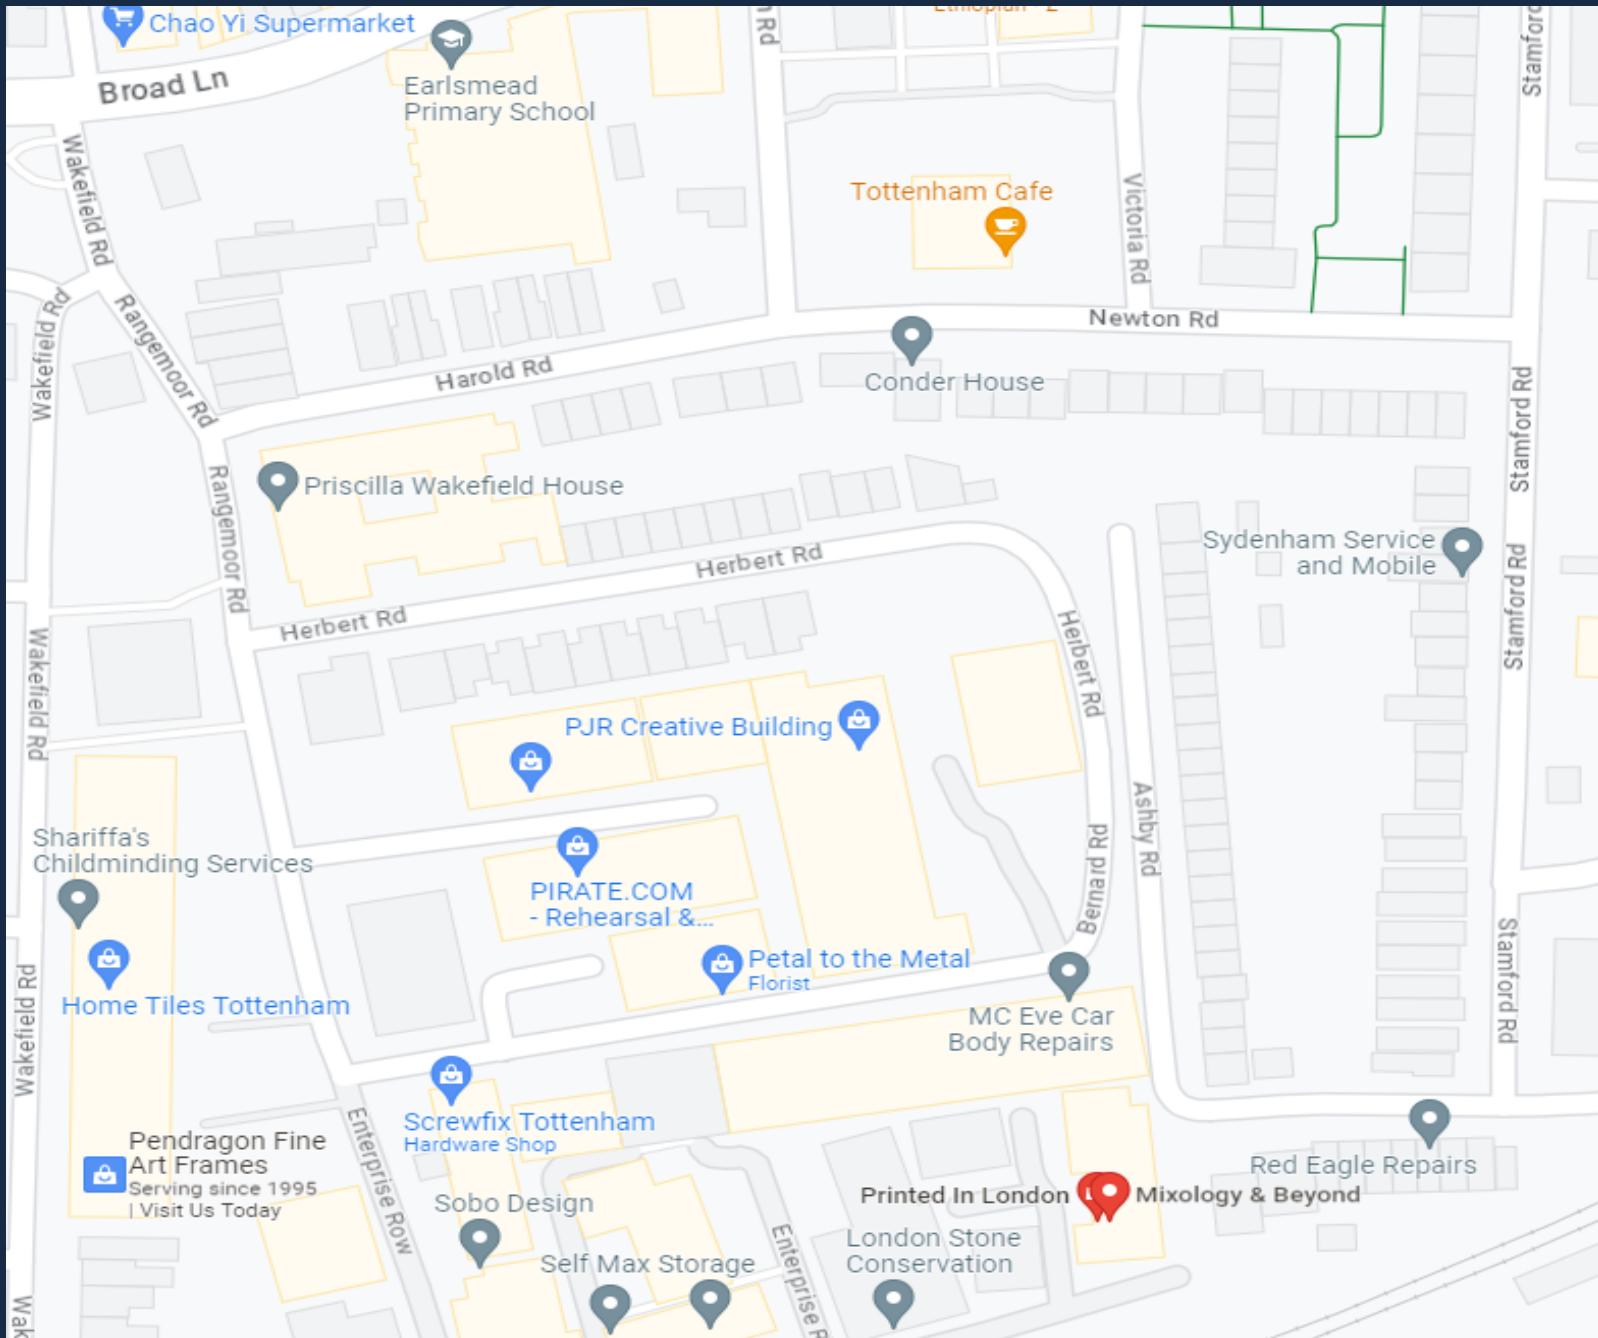 Chao Yi Supermarket
Broad Ln
Earlsmead
Primary School
Rd
Stamford
Wakefield Rd
Tottenham Cafe
Victoria Rd
Wakefield Rd
Rangemoor Rd
Newton Rd
Harold Rd
Conder House
Stamford Rd
Rangemoor Rd
Priscilla Wakefield House
Sydenham Service
and Mobile
Herbert Rd
Herbert Rd
Stamford Rd
Herbert Rd
Wakefield Rd
PJR Creative Building
Ashby Rd
Shariffa's
Childminding Services
Bernard Rd
PIRATE.COM
- Rehearsal &...
Petal to the Metal
Florist
Stamford Rd
Home Tiles Tottenham
Wakefield Rd
MC Eve Car
Body Repairs
Screwfix Tottenham
Hardware Shop
Enterprise Row
Pendragon Fine
Art Frames
Serving since 1995
| Visit Us Today
Red Eagle Repairs
Sobo Design
Printed In London
Mixology & Beyond
London Stone
Conservation
Self Max Storage
Enterprise R
Wak